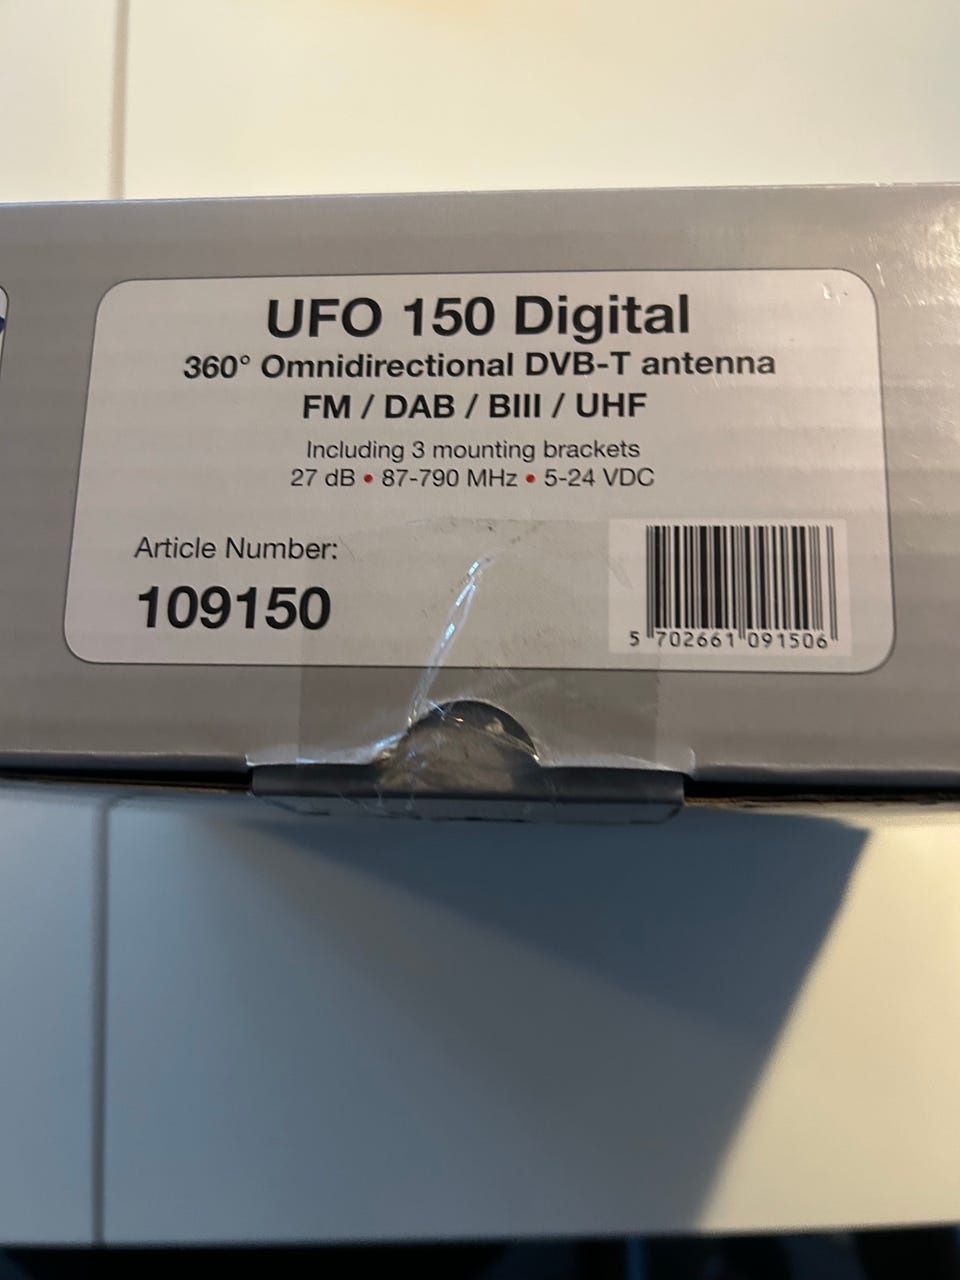 UFO 150 Digital
360° Omnidirectional DVB-T antenna
FM / DAB / BIII / UHF
Including 3 mounting brackets
27 dB • 87-790 MHz • 5-24 VDC
Article Number:
109150
5 702661 091506